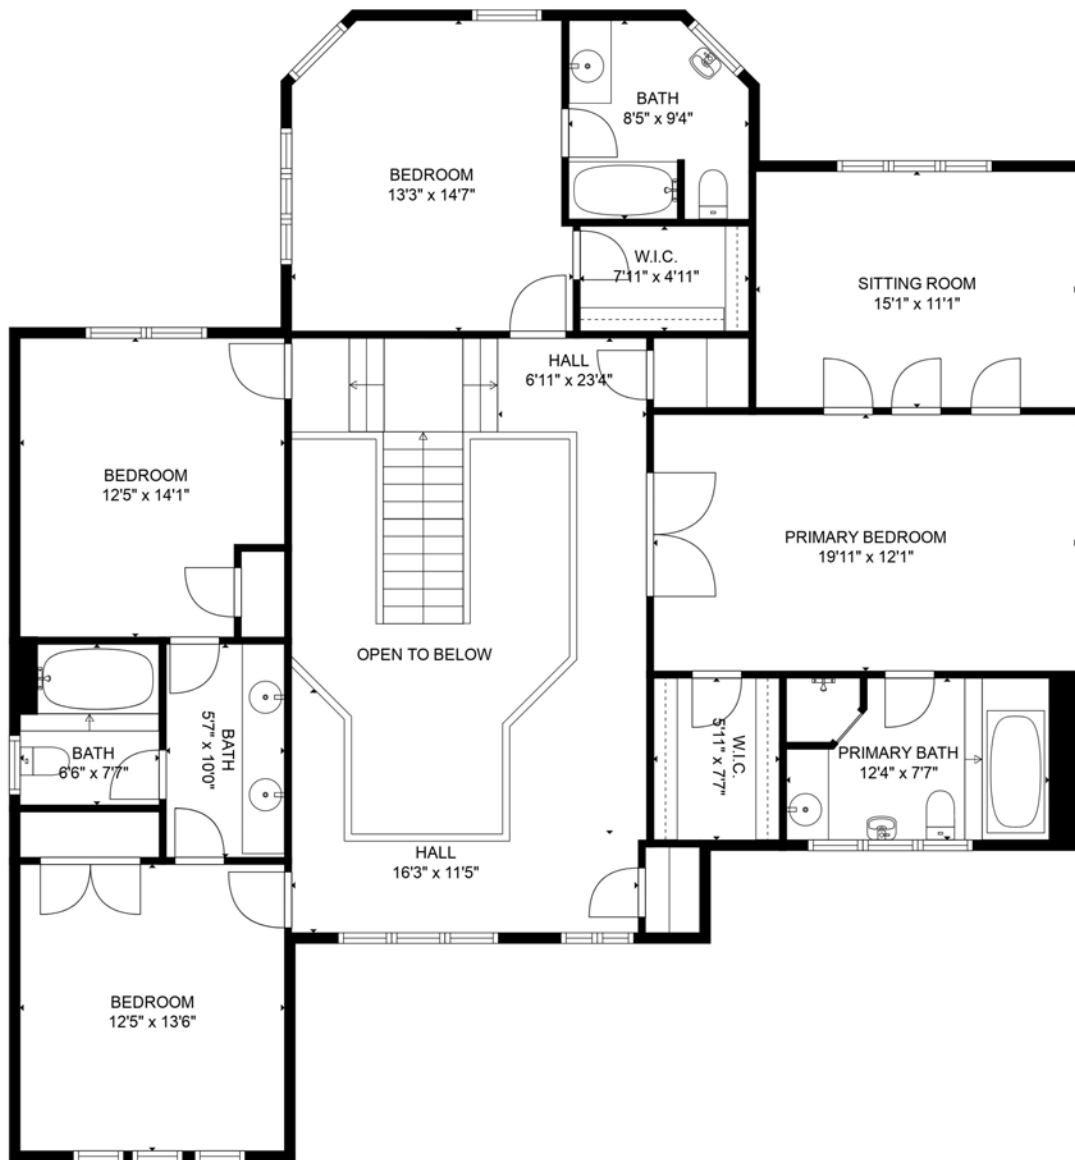 BATH
8'5" x 9'4"
BEDROOM
13'3" x 14'7"
W.I.C.
7'11" x 4'11"
SITTING ROOM
15'1" x 11'1"
HALL
6'11" x 23'4"
BEDROOM
12'5" x 14'1"
PRIMARY BEDROOM
19'11" x 12'1"
OPEN TO BELOW
BATH
6'6" x 7'7"
BATH
5'7" x 10'0"
W.I.C.
5'11" x 7'7"
PRIMARY BATH
12'4" x 7'7"
HALL
16'3" x 11'5"
BEDROOM
12'5" x 13'6"